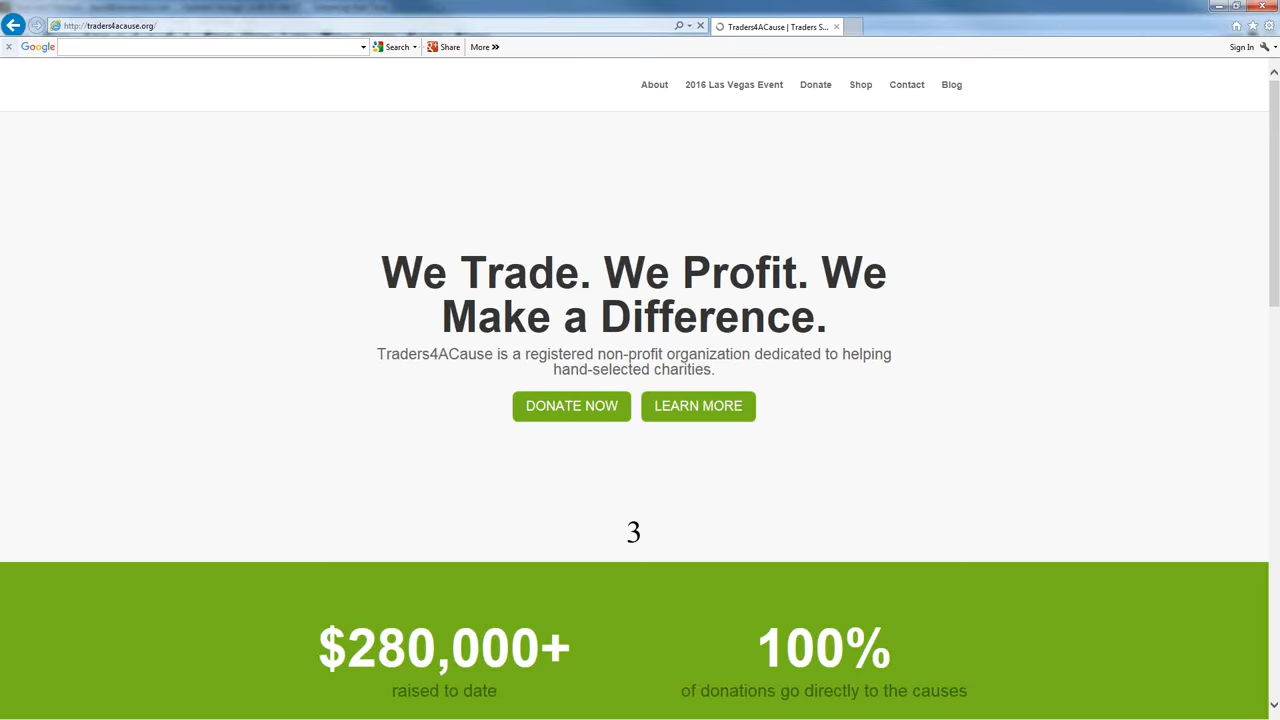 http://traders4acause.org/
Traders4ACause | Traders S...
Google
Search
Share
More »
Sign In
About
2016 Las Vegas Event
Donate
Shop
Contact
Blog
We Trade. We Profit. We
Make a Difference.
Traders4ACause is a registered non-profit organization dedicated to helping
hand-selected charities.
DONATE NOW
LEARN MORE
3
$280,000+
raised to date
100%
of donations go directly to the causes